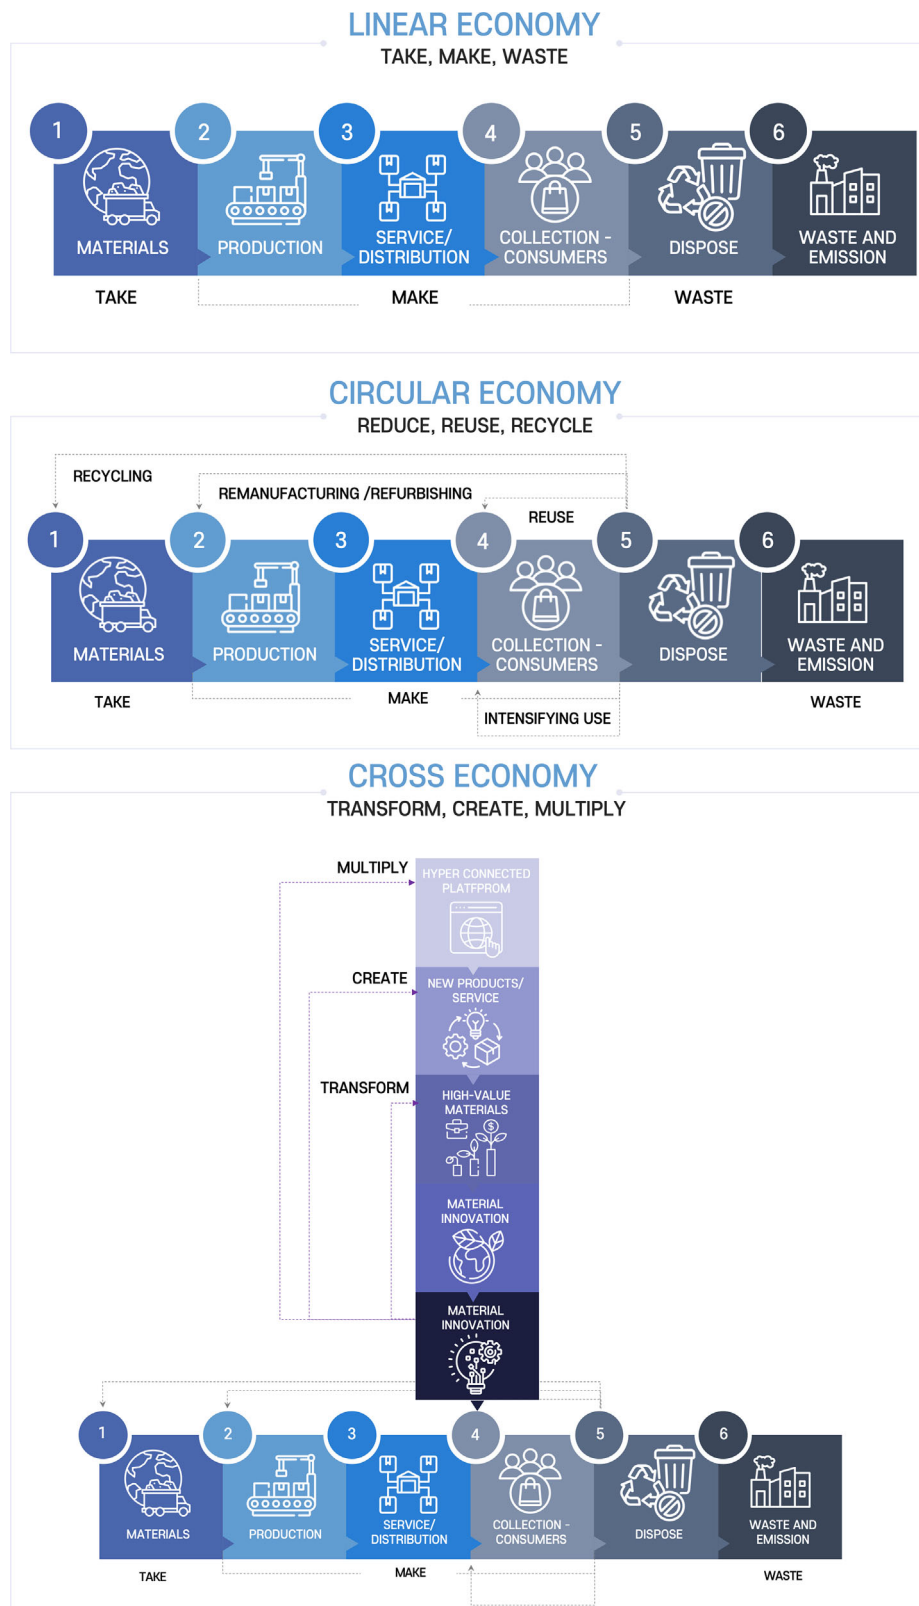 LINEAR ECONOMY
TAKE, MAKE, WASTE
1
2
3
4
5
6
MATERIALS
PRODUCTION
SERVICE/
DISTRIBUTION
COLLECTION -
CONSUMERS
DISPOSE
WASTE AND
EMISSION
TAKE
MAKE
WASTE
CIRCULAR ECONOMY
REDUCE, REUSE, RECYCLE
RECYCLING
REMANUFACTURING /REFURBISHING
REUSE
1
2
3
4
5
6
MATERIALS
PRODUCTION
SERVICE/
DISTRIBUTION
COLLECTION -
CONSUMERS
DISPOSE
WASTE AND
EMISSION
TAKE
MAKE
WASTE
INTENSIFYING USE
CROSS ECONOMY
TRANSFORM, CREATE, MULTIPLY
MULTIPLY
HYPER CONNECTED
PLATFPROM
CREATE
NEW PRODUCTS/
SERVICE
TRANSFORM
HIGH-VALUE
MATERIALS
$
MATERIAL
INNOVATION
MATERIAL
INNOVATION
1
2
3
4
5
6
MATERIALS
PRODUCTION
SERVICE/
DISTRIBUTION
COLLECTION -
CONSUMERS
DISPOSE
WASTE AND
EMISSION
TAKE
MAKE
WASTE